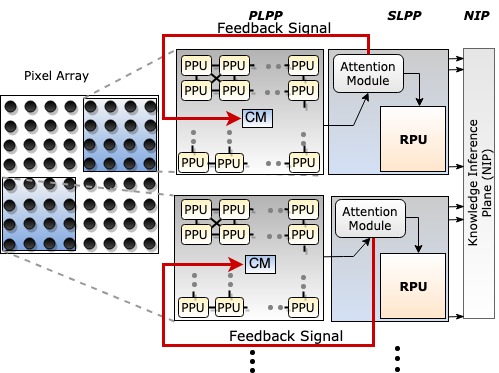 PLPP SLPP NIP
Feedback Signal
Pixel Array
PPU PPU PPU
PPU PPU PPU
CM
PPU PPU PPU
Attention
Module
RPU
PPU PPU PPU
PPU PPU PPU
CM
PPU PPU PPU
Attention
Module
RPU
Knowledge Inference
Plane (NIP)
Feedback Signal